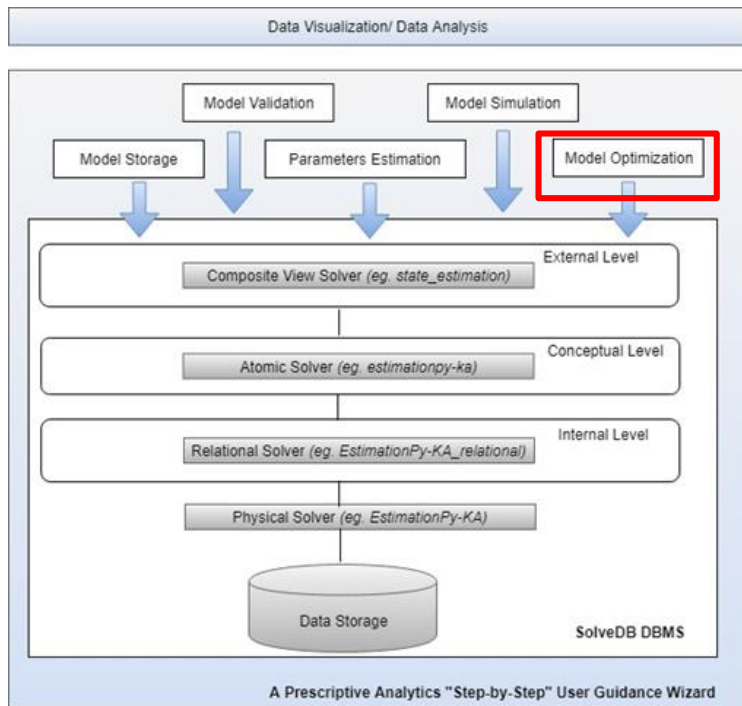 Data Visualization/ Data Analysis
Model Validation
Model Simulation
Model Storage
Parameters Estimation
Model Optimization
External Level
Composite View Solver (eg. state_estimation)
Conceptual Level
Atomic Solver (eg. estimationpy-ka)
Internal Level
Relational Solver (eg. EstimationPy-KA_relational)
Physical Solver (eg. EstimationPy-KA)
Data Storage
SolveDB DBMS
A Prescriptive Analytics "Step-by-Step" User Guidance Wizard